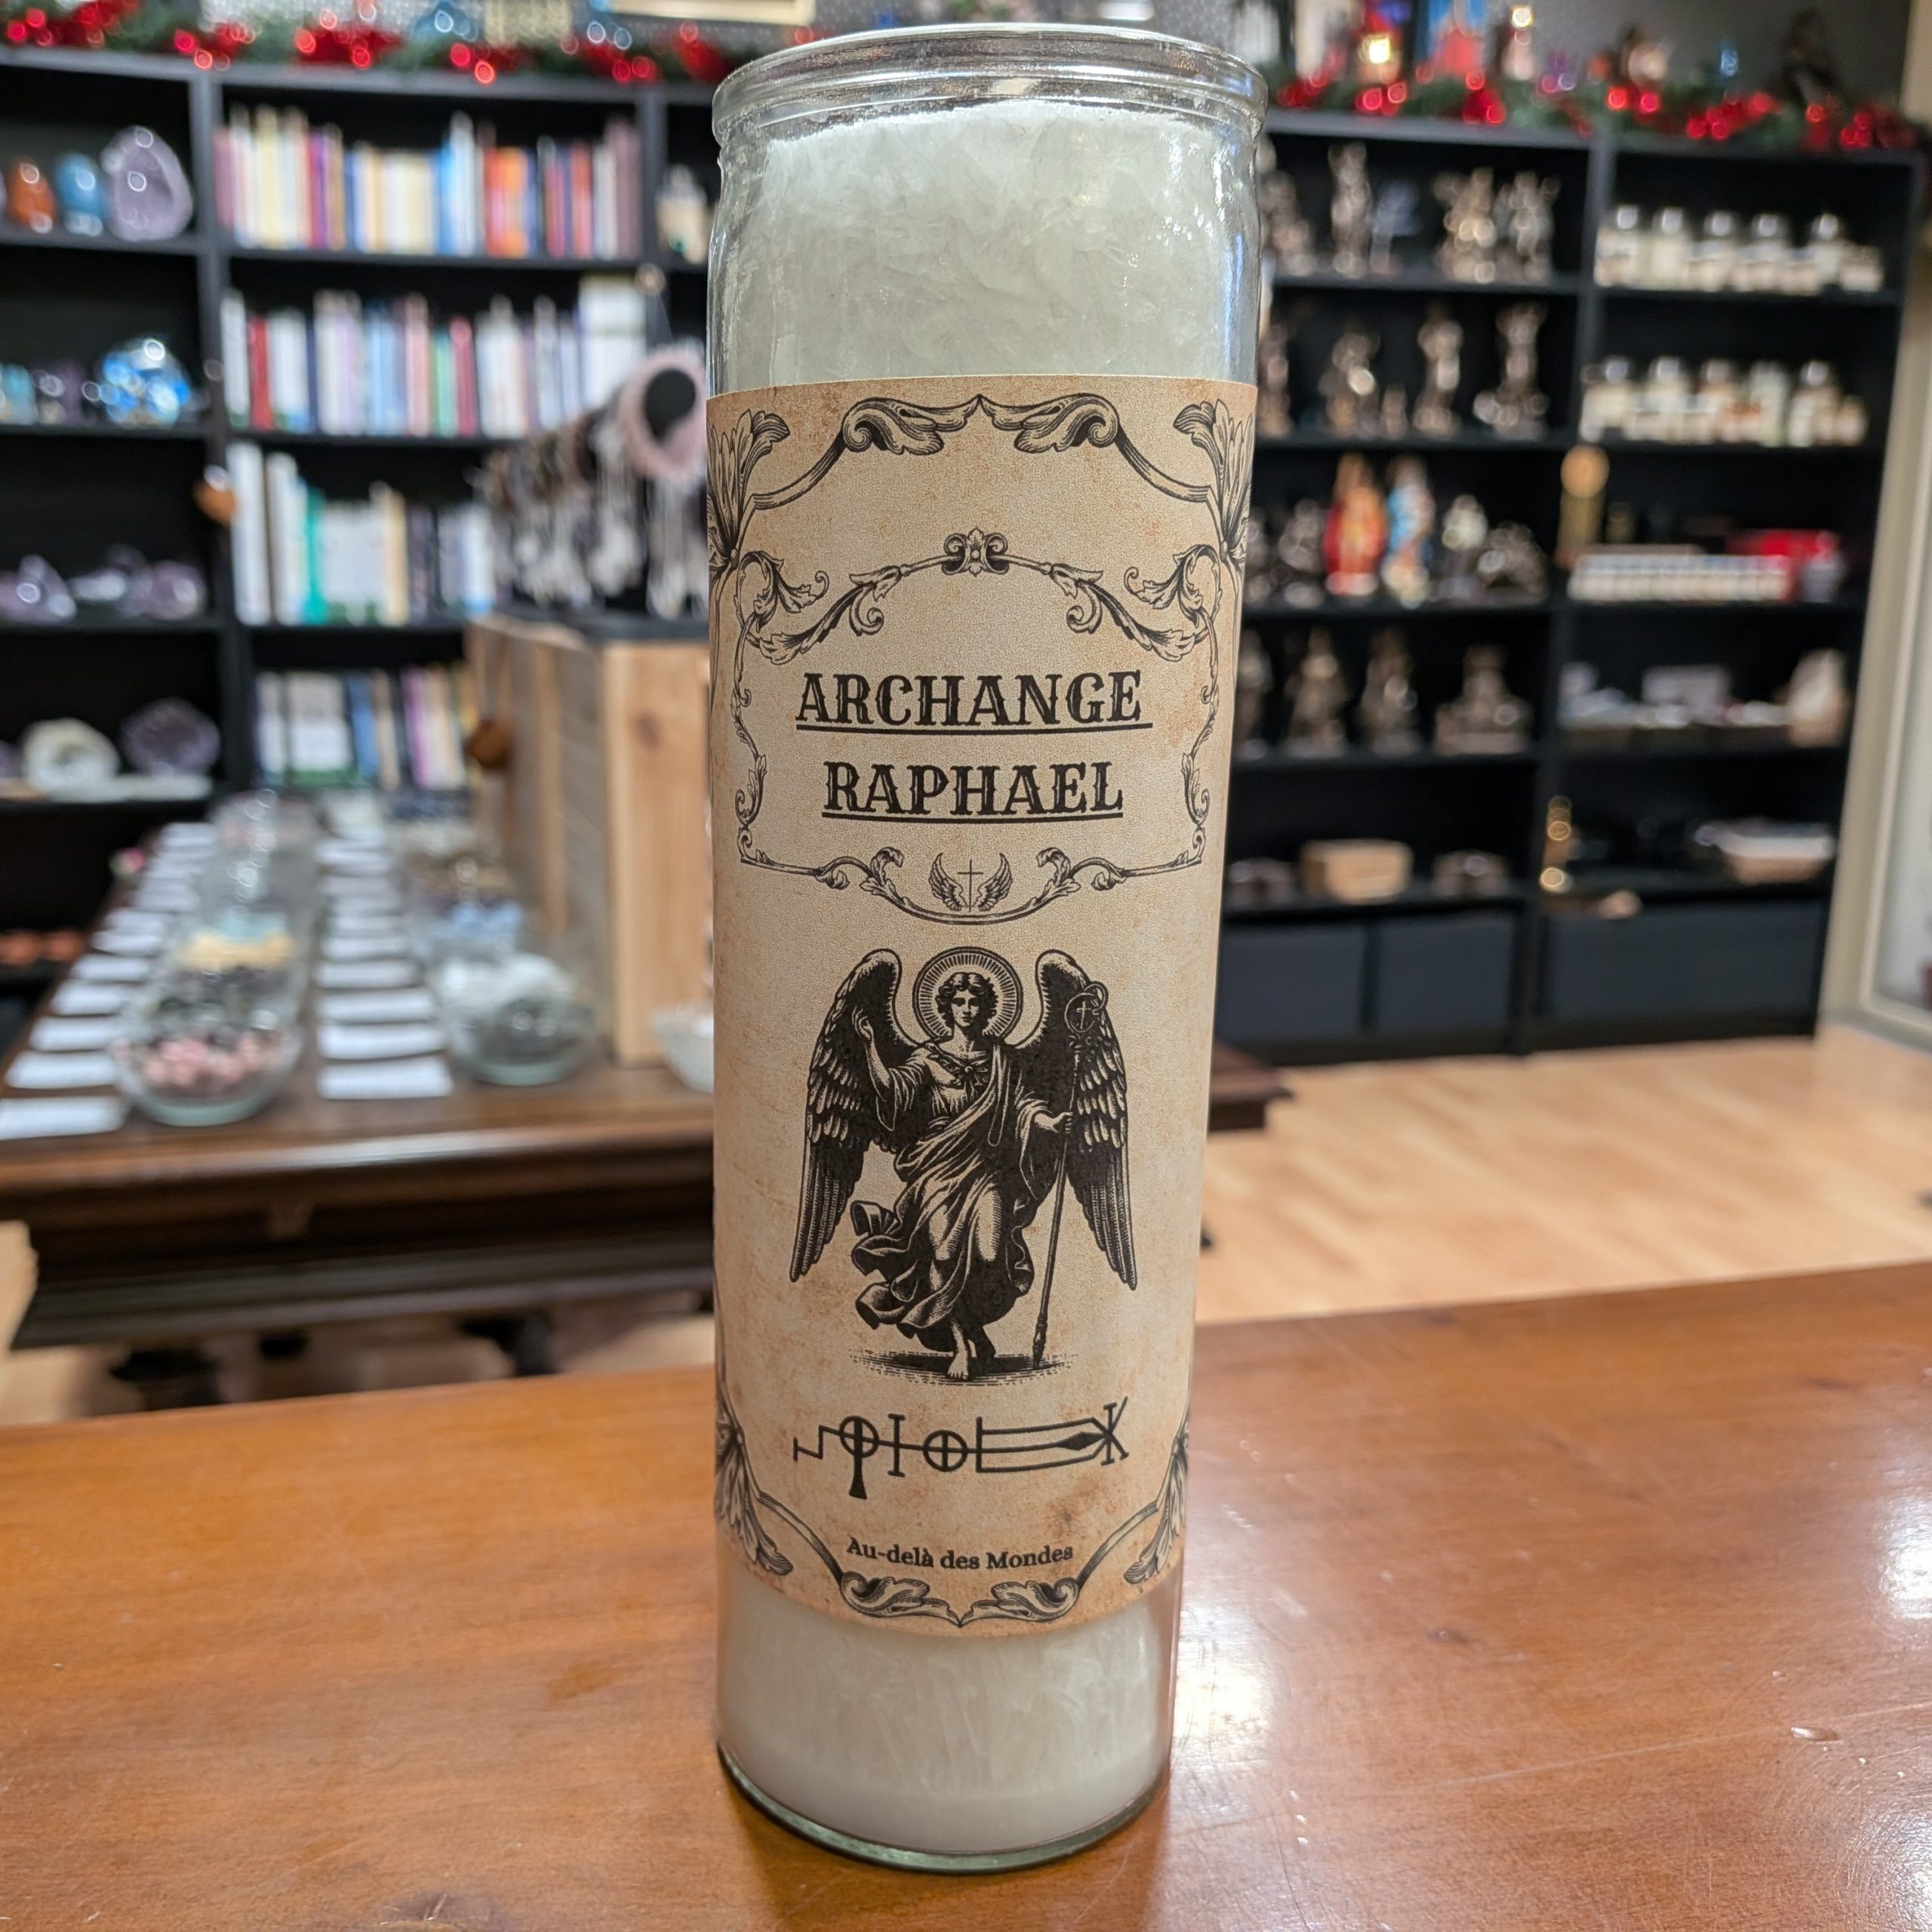 ARCHANGE
RAPHAEL
Au-delà des Mondes